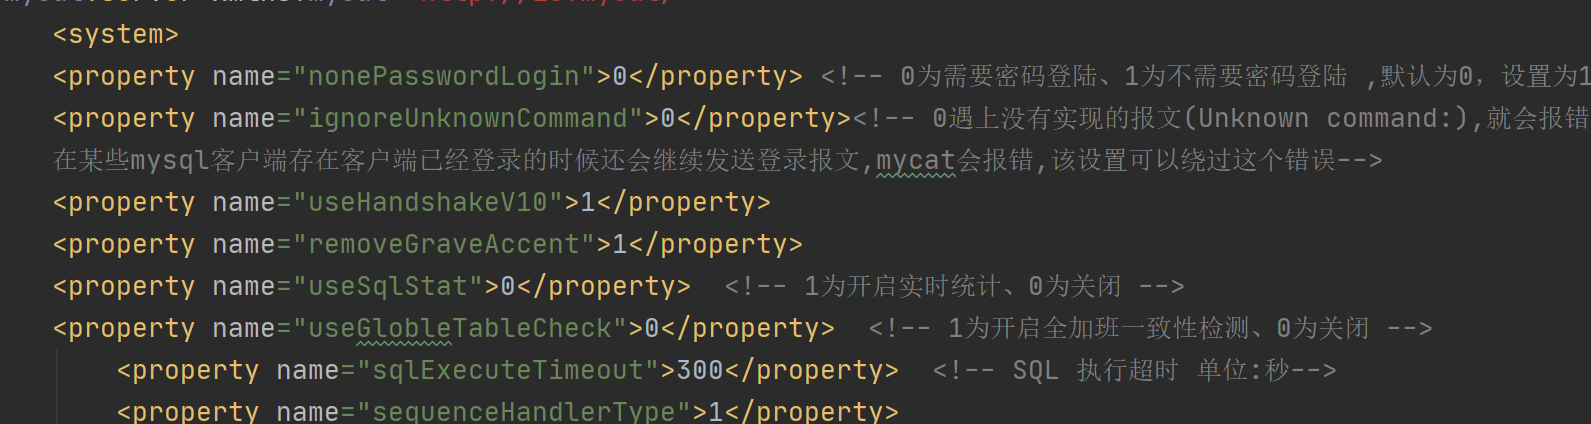 <system>
<property name="nonePasswordLogin">0</property> <!-- 0为需要密码登陆、1为不需要密码登陆 ,默认为0，设置为1
<property name="ignoreUnknownCommand">0</property><!-- 0遇上没有实现的报文(Unknown command:),就会报错
在某些mysql客户端存在客户端已经登录的时候还会继续发送登录报文,mycat会报错,该设置可以绕过这个错误-->
<property name="useHandshakeV10">1</property>
<property name="removeGraveAccent">1</property>
<property name="useSqlStat">0</property>  <!-- 1为开启实时统计、0为关闭 -->
<property name="useGlobleTableCheck">0</property>  <!-- 1为开启全加班一致性检测、0为关闭 -->
<property name="sqlExecuteTimeout">300</property>  <!-- SQL 执行超时 单位:秒-->
<property name="sequenceHandlerType">1</property>